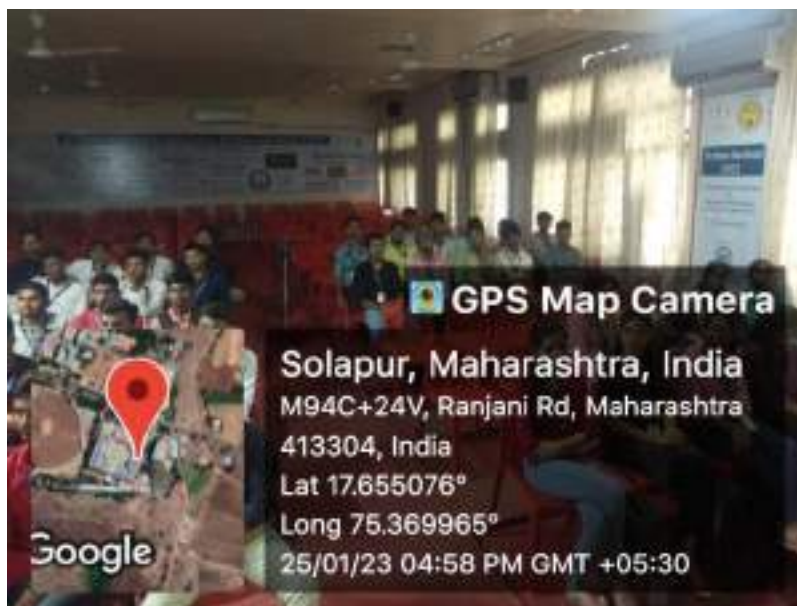 GPS Map Camera
Solapur, Maharashtra, India
M94C+24V, Ranjani Rd, Maharashtra
413304, India
Lat 17.655076°
Long 75.369965°
25/01/23 04:58 PM GMT +05:30
Google